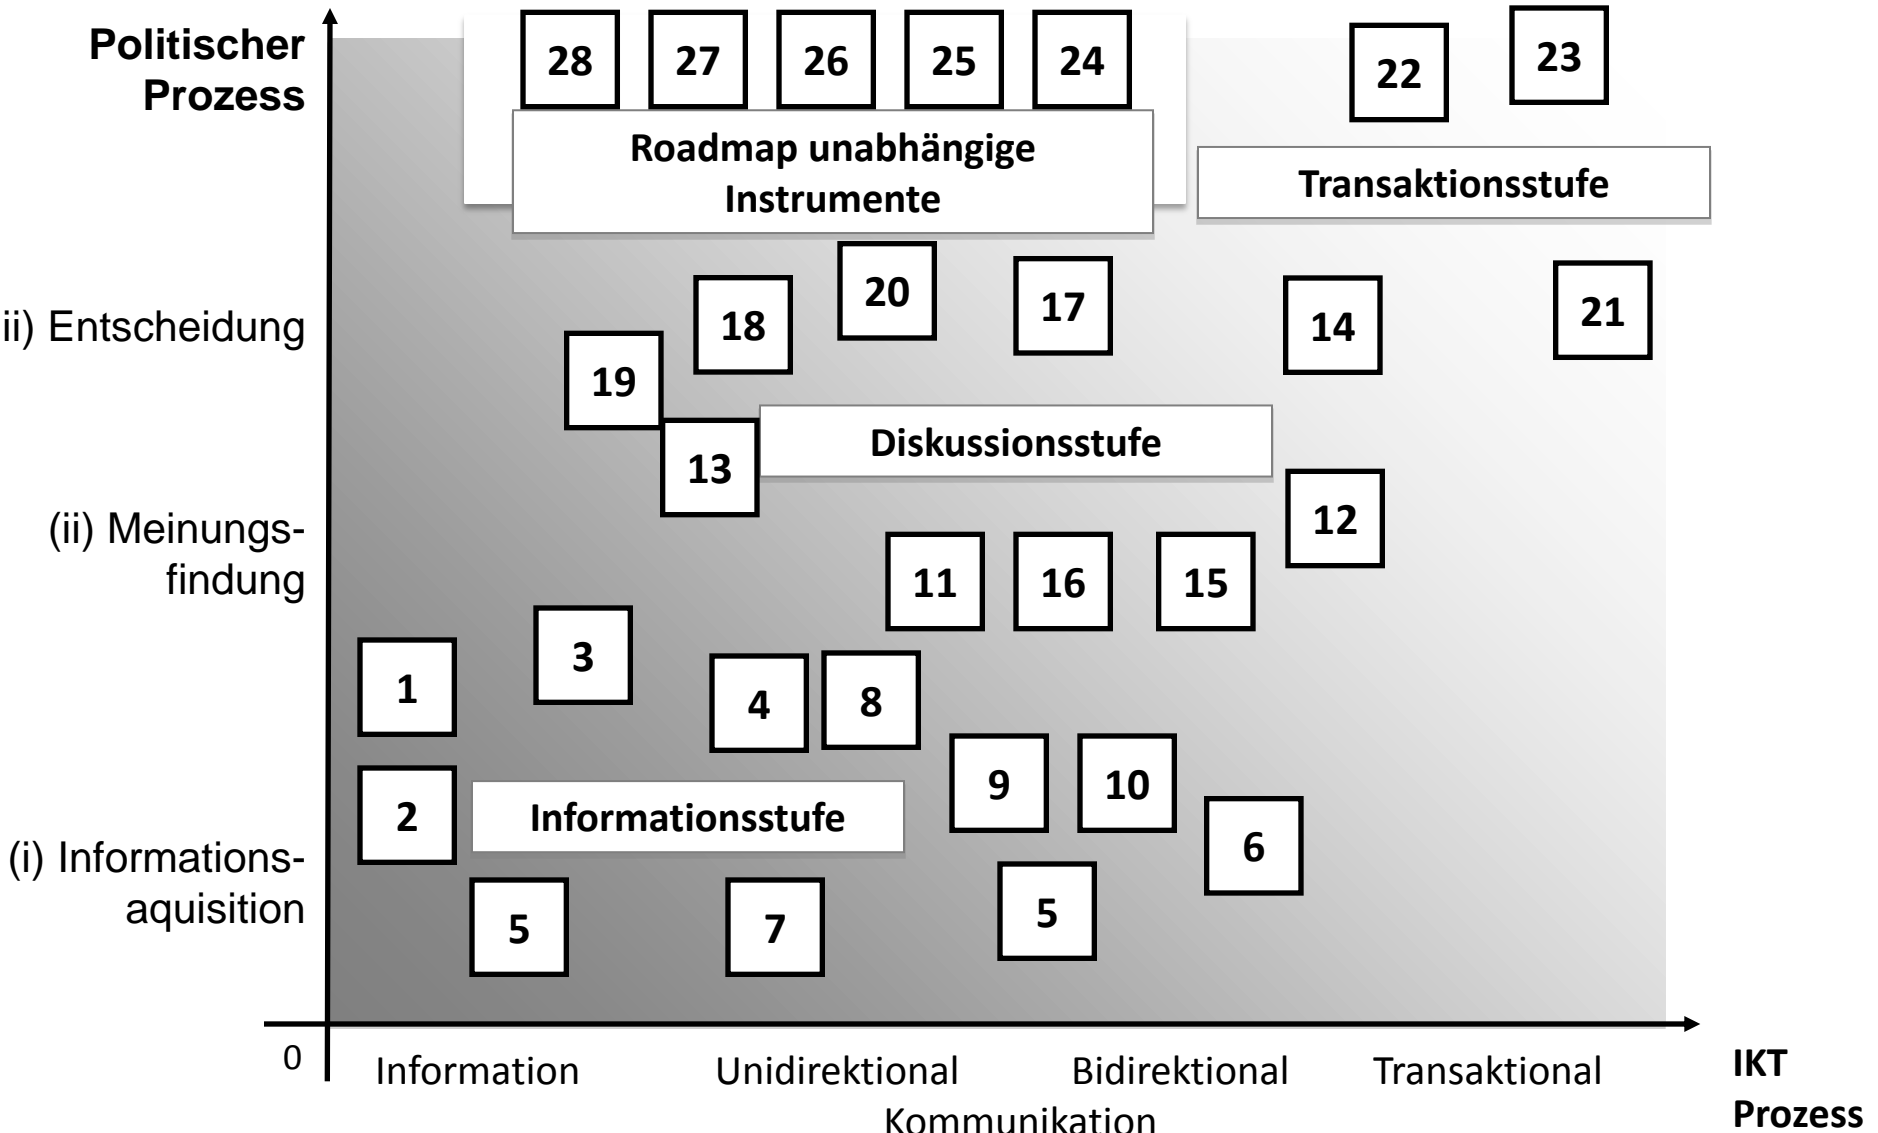 Politischer
Prozess
28 27 26 25 24
22 23
Roadmap unabhängige
Instrumente
Transaktionsstufe
ii) Entscheidung
18 20 17 14 21
19
13
Diskussionsstufe
12
(ii) Meinungs-
findung
11 16 15
3
1
4 8
9 10
2
Informationsstufe
6
(i) Informations-
aquisition
5 7 5
0
Information Unidirektional Bidirektional Transaktional
Kommunikation
IKT
Prozess